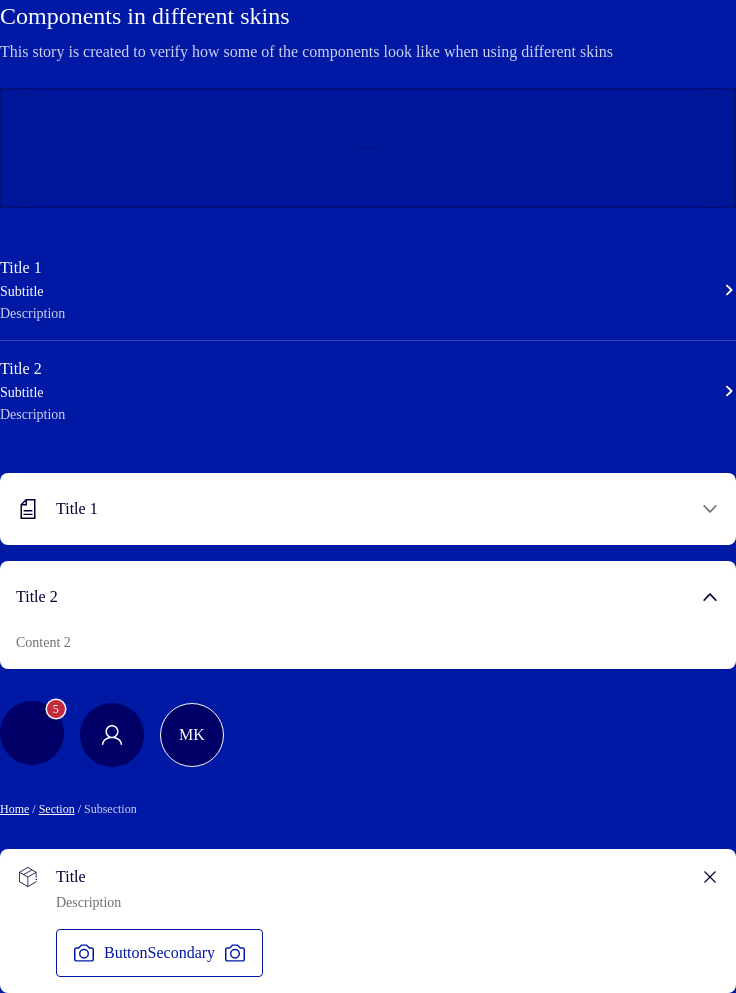 Components in different skins
This story is created to verify how some of the components look like when using different skins
Title 1
Subtitle
Description
Title 2
Subtitle
Description
Title 1
Title 2
Content 2
5
MK
Home / Section / Subsection
Title
Description
ButtonSecondary